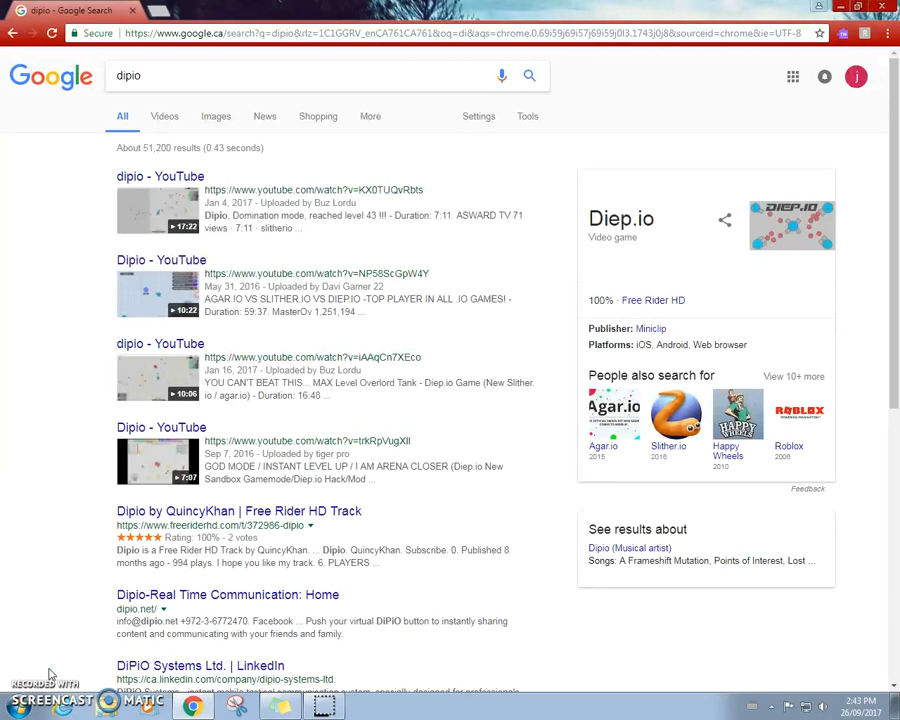 dipio - Google Search
Secure
https://www.google.ca/search?q=dipio&rlz=1C1GGRV_enCA761CA761&oq=di&aqs=chrome.0.69i59j69i57j69i59j0l3.1743j0j8&sourceid=chrome&ie=UTF-8
Google
dipio
j
All
Videos
Images
News
Shopping
More
Settings
Tools
About 51,200 results (0.43 seconds)
dipio - YouTube
https://www.youtube.com/watch?v=KX0TUQvRbts
Jan 4, 2017 - Uploaded by Buz Lordu
Dipio, Domination mode, reached level 43 !!! - Duration: 7:11. ASWARD TV 71
views · 7:11 · slitherio ...
17:22
Dipio - YouTube
https://www.youtube.com/watch?v=NP58ScGpW4Y
May 31, 2016 - Uploaded by Davi Gamer 22
AGAR.IO VS SLITHER.IO VS DIEP.IO -TOP PLAYER IN ALL .IO GAMES! -
Duration: 59:37. MasterOv 1,251,194 ...
10:22
dipio - YouTube
https://www.youtube.com/watch?v=iAAqCn7XEco
Jan 16, 2017 - Uploaded by Buz Lordu
YOU CAN'T BEAT THIS... MAX Level Overlord Tank - Diep.io Game (New Slither.
io / agar.io) - Duration: 16:48 ...
10:06
Dipio - YouTube
https://www.youtube.com/watch?v=trkRpVugXlI
Sep 7, 2016 - Uploaded by tiger pro
GOD MODE / INSTANT LEVEL UP / I AM ARENA CLOSER (Diep.io New
Sandbox Gamemode/Diep.io Hack/Mod ...
7:07
Dipio by QuincyKhan | Free Rider HD Track
https://www.freeriderhd.com/t/372986-dipio
Rating: 100% - 2 votes
Dipio is a Free Rider HD Track by QuincyKhan. ... Dipio. QuincyKhan. Subscribe. 0. Published 8
months ago - 994 plays. I hope you like my track. 6. PLAYERS ...
Dipio-Real Time Communication: Home
dipio.net/
info@dipio.net +972-3-6772470. Facebook ... Push your virtual DiPiO button to instantly sharing
content and communicating with your friends and family.
DiPiO Systems Ltd. | LinkedIn
https://ca.linkedin.com/company/dipio-systems-ltd.
DiPiO Systems
Diep.io
Video game
DIEP.IO
100% · Free Rider HD
Publisher: Miniclip
Platforms: iOS, Android, Web browser
People also search for
View 10+ more
Agar.io
ROBLOX
Agar.io
2015
Slither.io
2016
Happy Wheels
2010
Roblox
2006
Feedback
See results about
Dipio (Musical artist)
Songs: A Frameshift Mutation, Points of Interest, Lost ...
RECORDED WITH
SCREENCAST MATIC
2:43 PM
26/09/2017